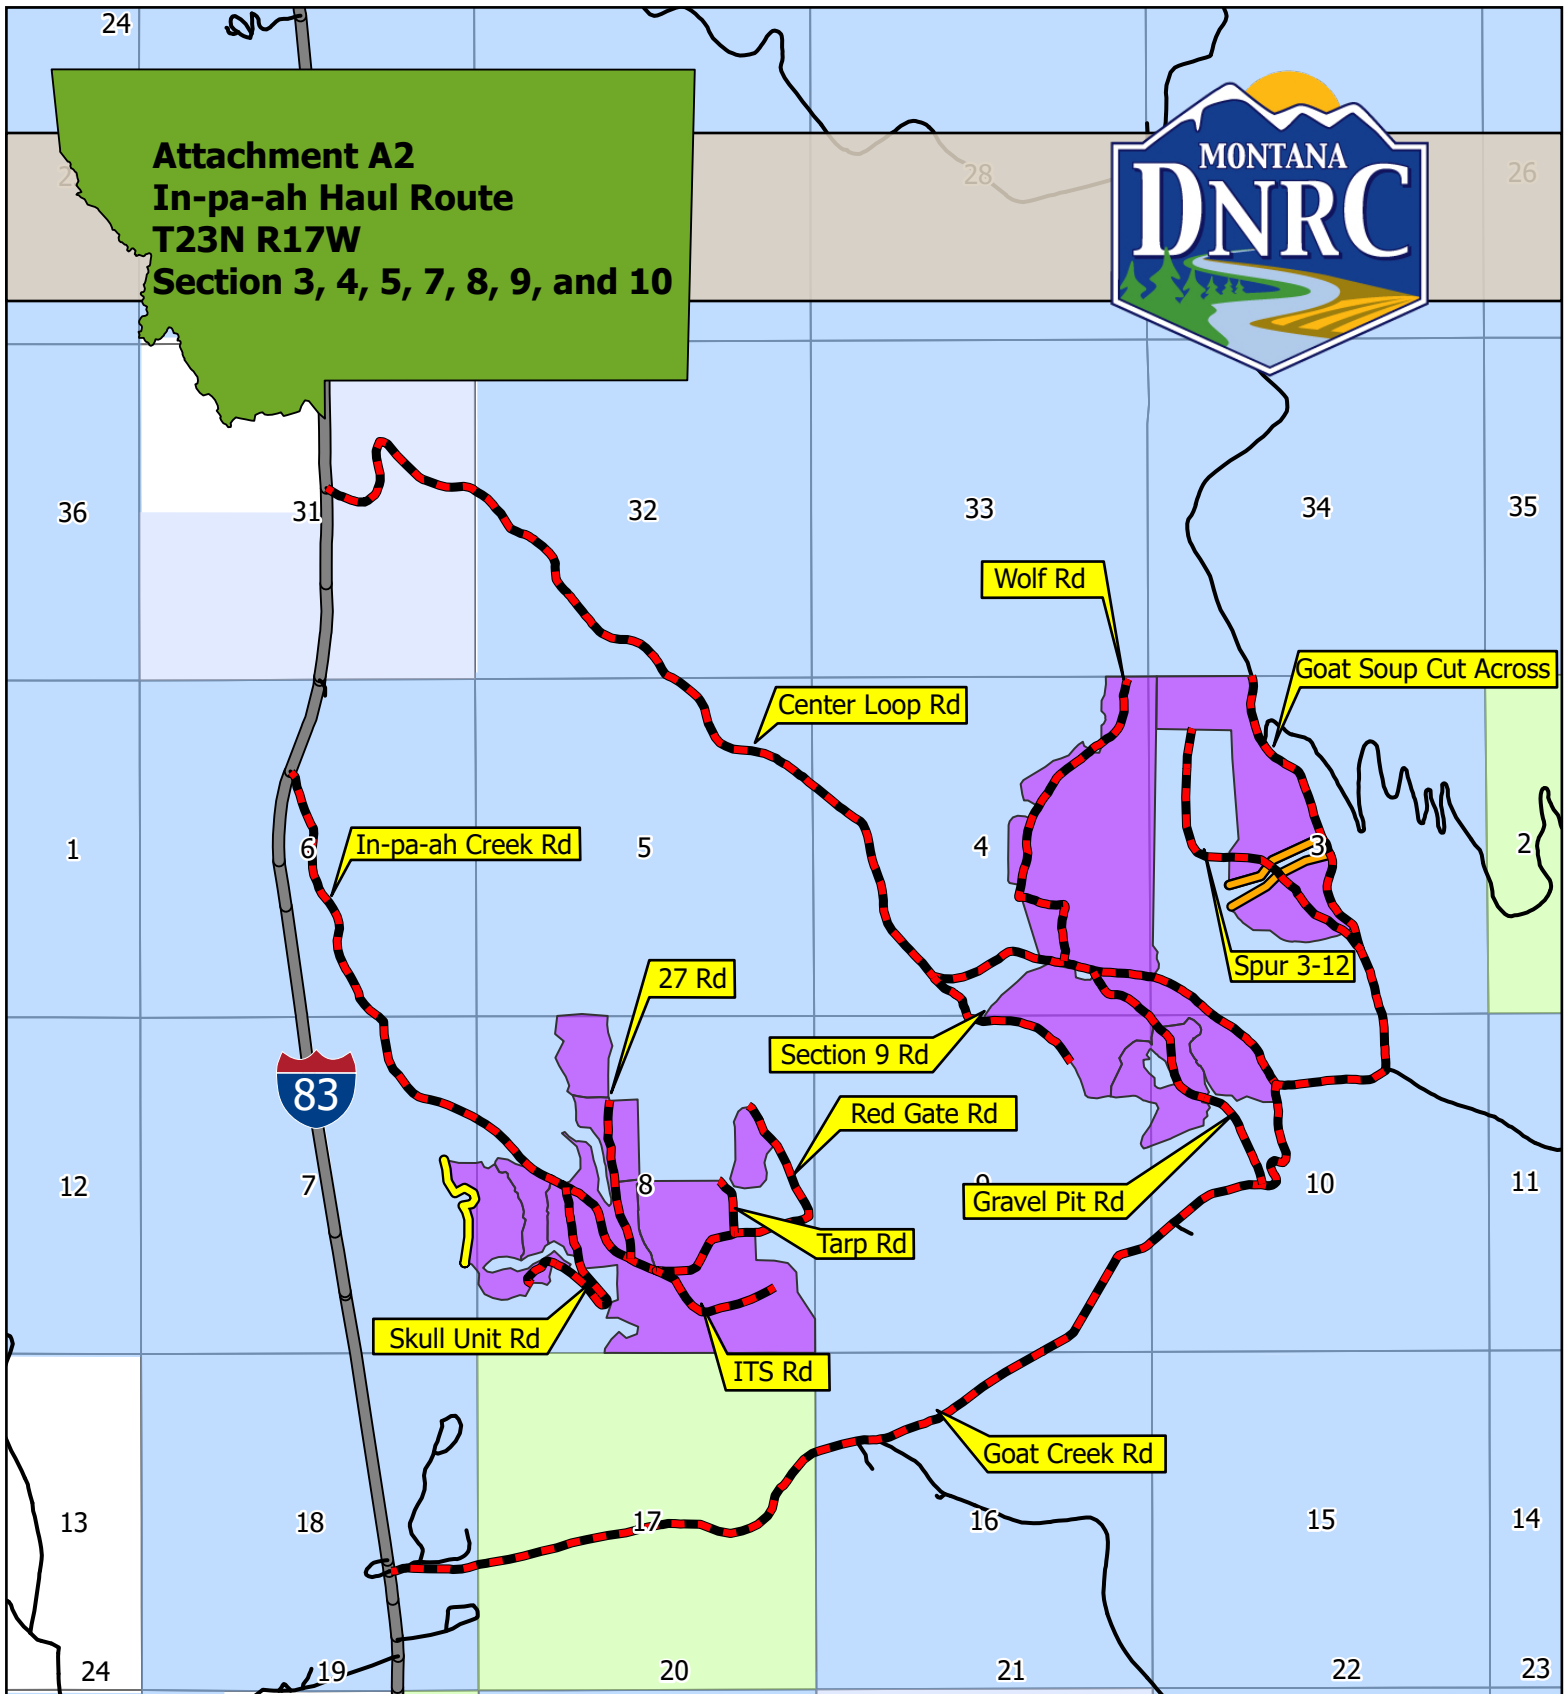 24
Attachment A2
In-pa-ah Haul Route
T23N R17W
Section 3, 4, 5, 7, 8, 9, and 10
28
MONTANA
DNRC
26
36
31
32
33
34
35
Wolf Rd
Goat Soup Cut Across
Center Loop Rd
1
6
In-pa-ah Creek Rd
5
4
3
2
Spur 3-12
27 Rd
Section 9 Rd
83
Red Gate Rd
12
7
8
9
Gravel Pit Rd
10
11
Tarp Rd
Skull Unit Rd
ITS Rd
Goat Creek Rd
13
18
17
16
15
14
24
19
20
21
22
23